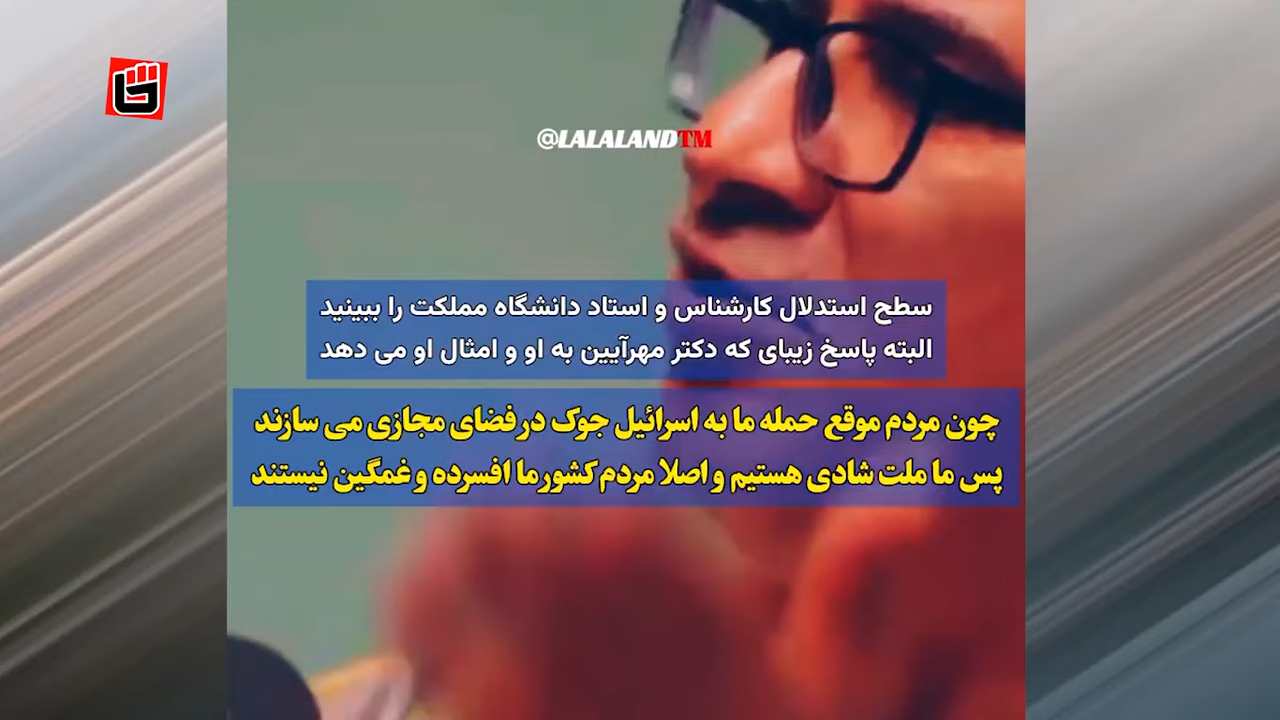 @LALALANDTM
سطح استدلال کارشناس و استاد دانشگاه مملکت را ببینید
البته پاسخ زیبای که دکتر مهرآیین به او و امثال او می دهد
چون مردم موقع حمله ما به اسرائیل جوک در فضای مجازی می سازند
پس ما ملت شادی هستیم و اصلا مردم کشور ما افسرده و غمگین نیستند